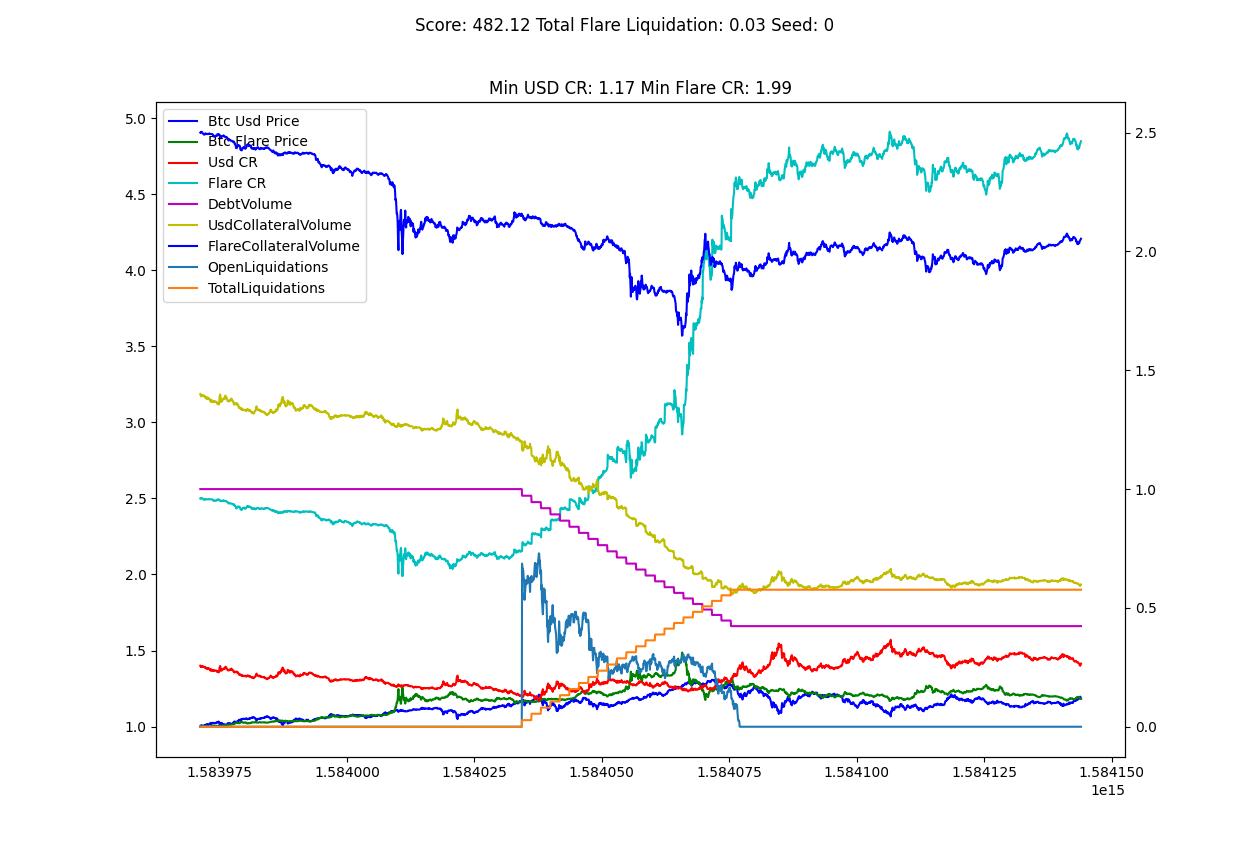 Score: 482.12 Total Flare Liquidation: 0.03 Seed: 0
Min USD CR: 1.17 Min Flare CR: 1.99
Btc Usd Price
Btc Flare Price
Usd CR
Flare CR
DebtVolume
UsdCollateralVolume
FlareCollateralVolume
OpenLiquidations
TotalLiquidations
5.0
4.5
4.0
3.5
3.0
2.5
2.0
1.5
1.0
2.5
2.0
1.5
1.0
0.5
0.0
1.583975 1.584000 1.584025 1.584050 1.584075 1.584100 1.584125 1.584150
1e15